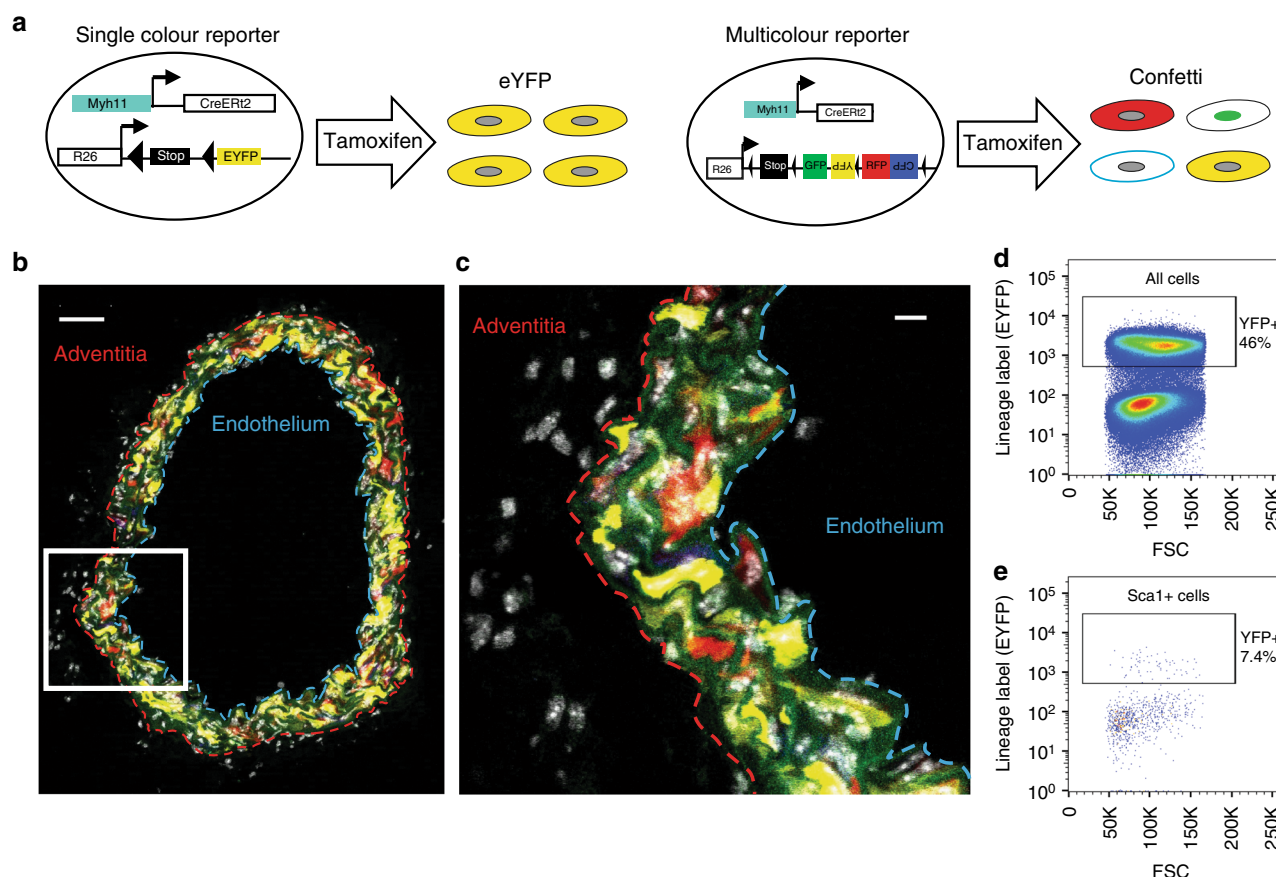 a
Single colour reporter
Myh11
CreERt2
R26
Stop
EYFP
Tamoxifen
eYFP
Multicolour reporter
Myh11
CreERt2
R26
Stop
GFP
YFP
RFP
CFP
Tamoxifen
Confetti
b
Adventitia
Endothelium
c
Adventitia
Endothelium
d
All cells
YFP+
46%
Lineage label (EYFP)
10⁵
10⁴
10³
10²
10¹
10⁰
0
50K
100K
150K
200K
250K
FSC
e
Sca1+ cells
YFP+
7.4%
Lineage label (EYFP)
10⁵
10⁴
10³
10²
10¹
10⁰
0
50K
100K
150K
200K
250K
FSC